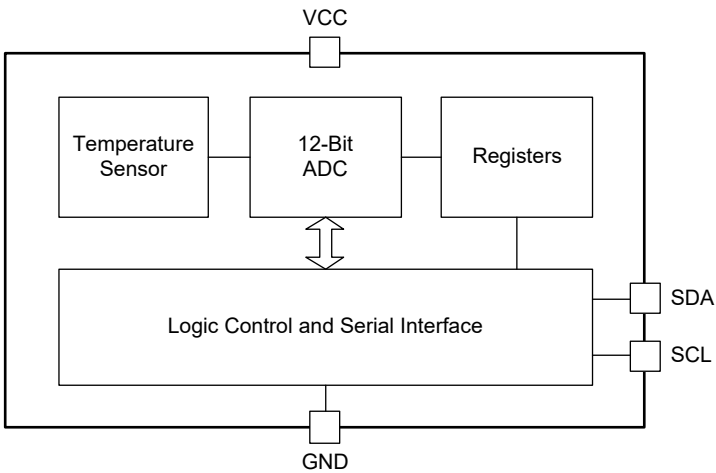 VCC
Temperature
Sensor
12-Bit
ADC
Registers
Logic Control and Serial Interface
SDA
SCL
GND